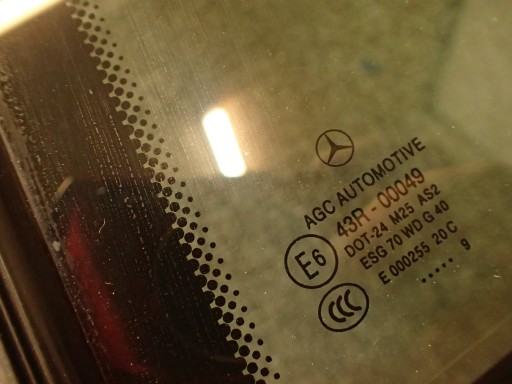 AGC AUTOMOTIVE
43R-00049
DOT-24 M25 AS2
ESG 70 WD G 40
E6
E 000255 20 C
CCC
..... 9